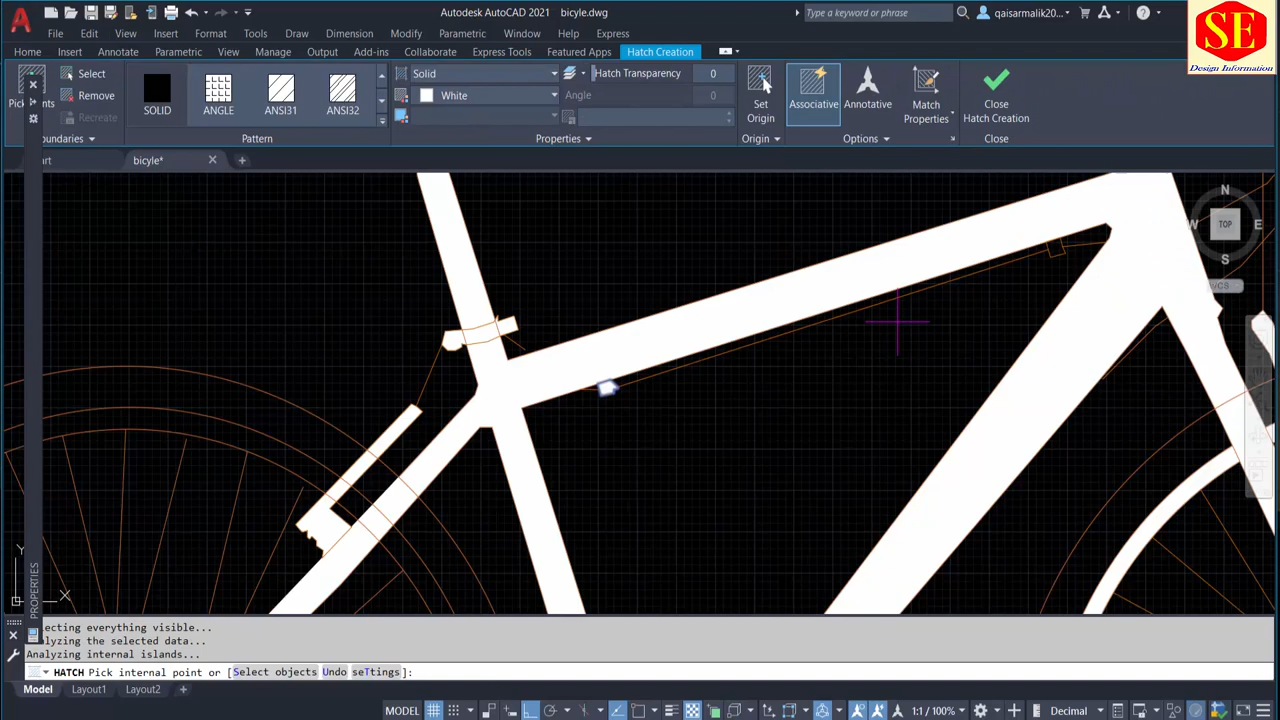 Autodesk AutoCAD 2021 bicyle.dwg
Type a keyword or phrase
qaisarmalik20...
SE
Design Information
File Edit View Insert Format Tools Draw Dimension Modify Parametric Window Help Express
Home Insert Annotate Parametric View Manage Output Add-ins Collaborate Express Tools Featured Apps Hatch Creation
Select
Remove
Recreate
SOLID
ANGLE
ANSI31
ANSI32
Solid
White
Hatch Transparency 0
Angle 0
Set Origin
Associative
Annotative
Match Properties
Close Hatch Creation
Pattern
Properties
Origin
Options
Close
bicyle*
N
W TOP E
S
PROPERTIES
Y
X
electing everything visible...
nalyzing the selected data...
Analyzing internal islands...
HATCH Pick internal point or [Select objects Undo seTtings]:
Model Layout1 Layout2
MODEL
1:1 / 100%
Decimal